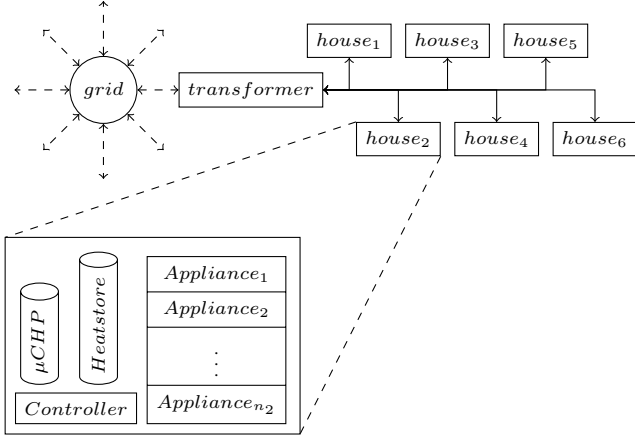 house₁ house₃ house₅
grid transformer
house₂ house₄ house₆
μCHP
Heatstore
Appliance₁
Appliance₂
⋮
Applianceₙ₂
Controller